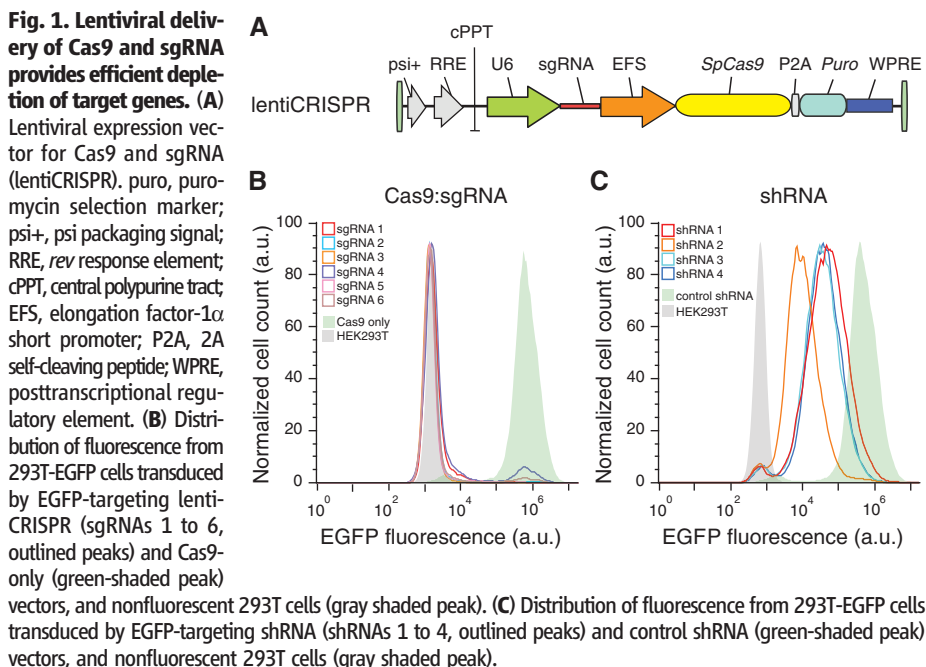 Fig. 1. Lentiviral deliv-
ery of Cas9 and sgRNA
provides efficient deple-
tion of target genes. (A)
Lentiviral expression vec-
tor for Cas9 and sgRNA
(lentiCRISPR). puro, puro-
mycin selection marker;
psi+, psi packaging signal;
RRE, rev response element;
cPPT, central polypurine tract;
EFS, elongation factor-1α
short promoter; P2A, 2A
self-cleaving peptide; WPRE,
posttranscriptional regu-
latory element. (B) Distri-
bution of fluorescence from
293T-EGFP cells transduced
by EGFP-targeting lenti-
CRISPR (sgRNAs 1 to 6,
outlined peaks) and Cas9-
only (green-shaded peak)
vectors, and nonfluorescent 293T cells (gray shaded peak). (C) Distribution of fluorescence from 293T-EGFP cells
transduced by EGFP-targeting shRNA (shRNAs 1 to 4, outlined peaks) and control shRNA (green-shaded peak)
vectors, and nonfluorescent 293T cells (gray shaded peak).
A
cPPT
psi+ RRE U6 sgRNA EFS SpCas9 P2A Puro WPRE
lentiCRISPR
B
Cas9:sgRNA
Normalized cell count (a.u.)
100
80
60
40
20
0
sgRNA 1
sgRNA 2
sgRNA 3
sgRNA 4
sgRNA 5
sgRNA 6
Cas9 only
HEK293T
10^0 10^2 10^4 10^6
EGFP fluorescence (a.u.)
C
shRNA
Normalized cell count (a.u.)
100
80
60
40
20
0
shRNA 1
shRNA 2
shRNA 3
shRNA 4
control shRNA
HEK293T
10^0 10^2 10^4 10^6
EGFP fluorescence (a.u.)